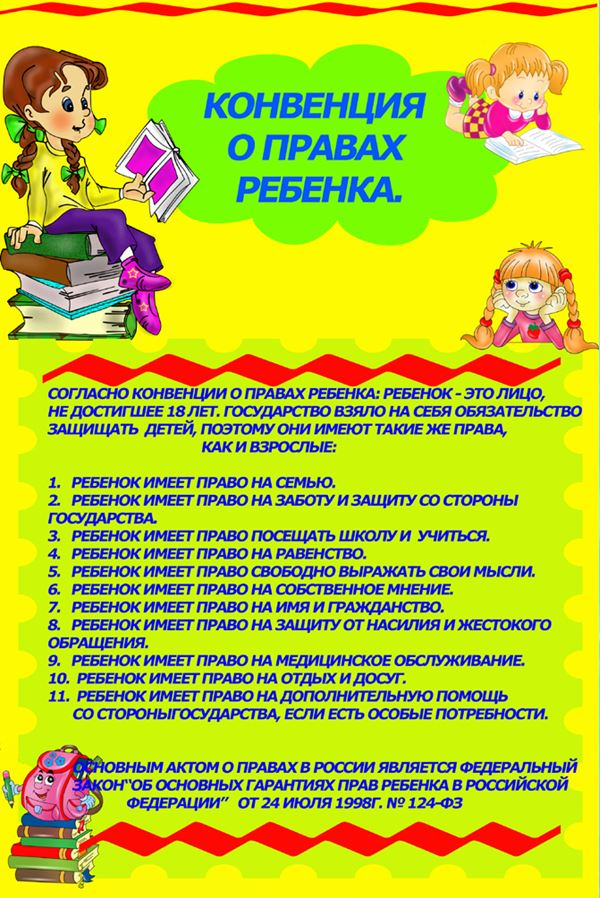 КОНВЕНЦИЯ
О ПРАВАХ
РЕБЕНКА.
СОГЛАСНО КОНВЕНЦИИ О ПРАВАХ РЕБЕНКА: РЕБЕНОК - ЭТО ЛИЦО,
НЕ ДОСТИГШЕЕ 18 ЛЕТ. ГОСУДАРСТВО ВЗЯЛО НА СЕБЯ ОБЯЗАТЕЛЬСТВО
ЗАЩИЩАТЬ ДЕТЕЙ, ПОЭТОМУ ОНИ ИМЕЮТ ТАКИЕ ЖЕ ПРАВА,
КАК И ВЗРОСЛЫЕ:
1. РЕБЕНОК ИМЕЕТ ПРАВО НА СЕМЬЮ.
2. РЕБЕНОК ИМЕЕТ ПРАВО НА ЗАБОТУ И ЗАЩИТУ СО СТОРОНЫ
ГОСУДАРСТВА.
3. РЕБЕНОК ИМЕЕТ ПРАВО ПОСЕЩАТЬ ШКОЛУ И УЧИТЬСЯ.
4. РЕБЕНОК ИМЕЕТ ПРАВО НА РАВЕНСТВО.
5. РЕБЕНОК ИМЕЕТ ПРАВО СВОБОДНО ВЫРАЖАТЬ СВОИ МЫСЛИ.
6. РЕБЕНОК ИМЕЕТ ПРАВО НА СОБСТВЕННОЕ МНЕНИЕ.
7. РЕБЕНОК ИМЕЕТ ПРАВО НА ИМЯ И ГРАЖДАНСТВО.
8. РЕБЕНОК ИМЕЕТ ПРАВО НА ЗАЩИТУ ОТ НАСИЛИЯ И ЖЕСТОКОГО
ОБРАЩЕНИЯ.
9. РЕБЕНОК ИМЕЕТ ПРАВО НА МЕДИЦИНСКОЕ ОБСЛУЖИВАНИЕ.
10. РЕБЕНОК ИМЕЕТ ПРАВО НА ОТДЫХ И ДОСУГ.
11. РЕБЕНОК ИМЕЕТ ПРАВО НА ДОПОЛНИТЕЛЬНУЮ ПОМОЩЬ
СО СТОРОНЫГОСУДАРСТВА, ЕСЛИ ЕСТЬ ОСОБЫЕ ПОТРЕБНОСТИ.
ОСНОВНЫМ АКТОМ О ПРАВАХ В РОССИИ ЯВЛЯЕТСЯ ФЕДЕРАЛЬНЫЙ
ЗАКОН“ОБ ОСНОВНЫХ ГАРАНТИЯХ ПРАВ РЕБЕНКА В РОССИЙСКОЙ
ФЕДЕРАЦИИ” ОТ 24 ИЮЛЯ 1998Г. № 124-ФЗ